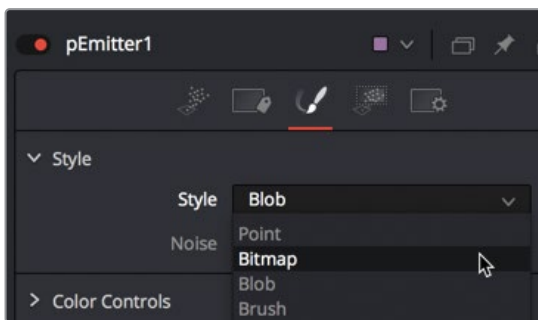 pEmitter1
Style
Style Blob
Noise Point
Bitmap
Blob
Color Controls Brush